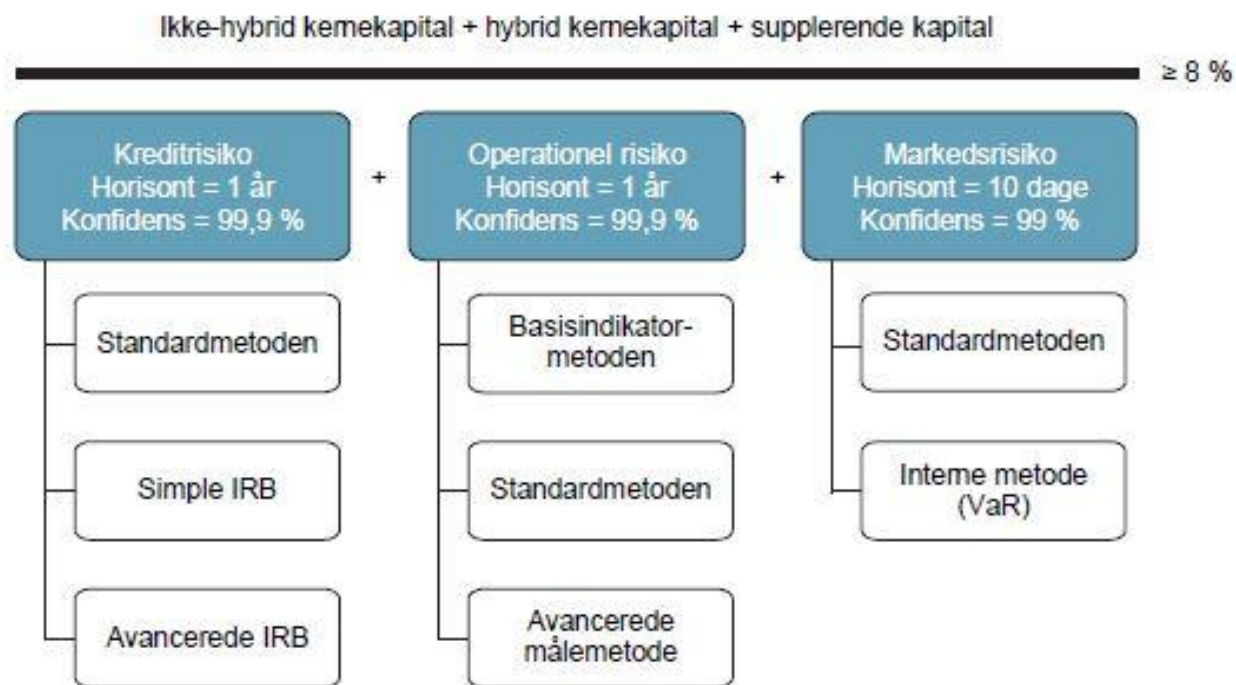 Ikke-hybrid kernekapital + hybrid kernekapital + supplerende kapital
≥ 8 %
Kreditrisiko
Horisont = 1 år
Konfidens = 99,9 %
+
Operationel risiko
Horisont = 1 år
Konfidens = 99,9 %
+
Markedsrisiko
Horisont = 10 dage
Konfidens = 99 %
Standardmetoden
Simple IRB
Avancerede IRB
Basisindikator-
metoden
Standardmetoden
Avancerede
målemetode
Standardmetoden
Interne metode
(VaR)